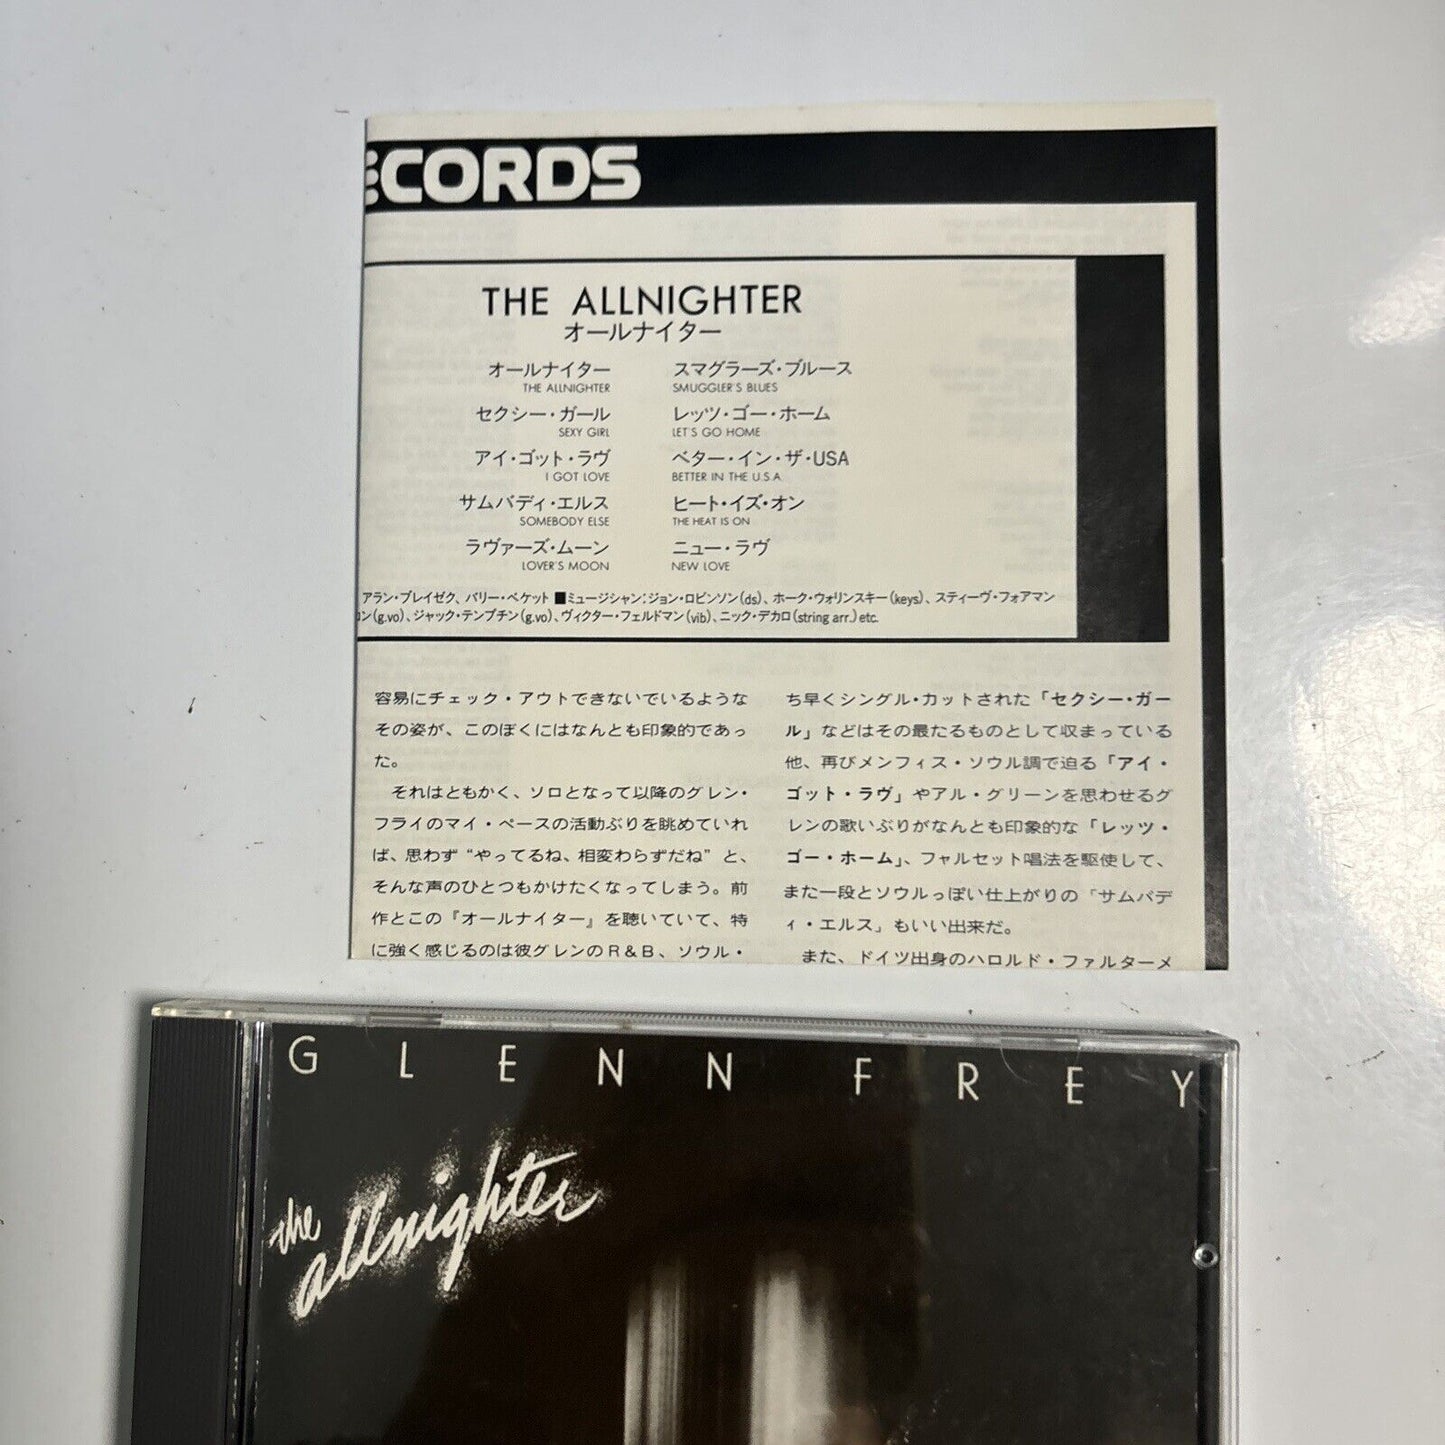 CORDS
THE ALLNIGHTER
オールナイター
オールナイター
THE ALLNIGHTER
セクシー・ガール
SEXY GIRL
アイ・ゴット・ラヴ
I GOT LOVE
サムバディ・エルス
SOMEBODY ELSE
ラヴァーズ・ムーン
LOVER'S MOON
スマグラーズ・ブルース
SMUGGLER'S BLUES
レッツ・ゴー・ホーム
LET'S GO HOME
ベター・イン・ザ・USA
BETTER IN THE U.S.A.
ヒート・イズ・オン
THE HEAT IS ON
ニュー・ラヴ
NEW LOVE
アラン・ブレイゼク、バリー・ベケット ■ミュージシャン:ジョン・ロビンソン(ds)、ホーク・ウォリンスキー(keys)、スティーヴ・フォアマン
ン(g.vo)、ジャック・テンプチン(g.vo)、ヴィクター・フェルドマン(vib)、ニック・デカロ(string arr.) etc.
容易にチェック・アウトできないでいるような
その姿が、このぼくにはなんとも印象的であっ
た。
それはともかく、ソロとなって以降のグレン・
フライのマイ・ペースの活動ぶりを眺めていれ
ば、思わず“やってるね、相変わらずだね”と、
そんな声のひとつもかけたくなってしまう。前
作とこの『オールナイター』を聴いていて、特
に強く感じるのは彼グレンのR&B、ソウル・
ち早くシングル・カットされた「セクシー・ガー
ル」などはその最たるものとして収まっている
他、再びメンフィス・ソウル調で迫る「アイ・
ゴット・ラヴ」やアル・グリーンを思わせるグ
レンの歌いぶりがなんとも印象的な「レッツ・
ゴー・ホーム」、ファルセット唱法を駆使して、
また一段とソウルっぽい仕上がりの「サムバデ
ィ・エルス」もいい出来だ。
また、ドイツ出身のハロルド・ファルターメ
GLENN FREY
the
allnighter